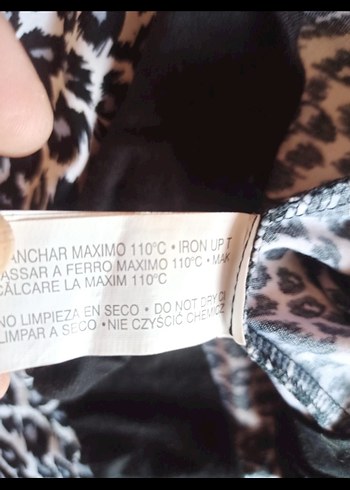 ANCHAR MAXIMO 110°C • IRON UP T
ASSAR A FERRO MAXIMO 110°C • MAK
CĂLCARE LA MAXIM 110°C
NO LIMPIEZA EN SECO • DO NOT DRY C
LIMPAR A SECO • NIE CZYŚCIĆ CHEMICZ